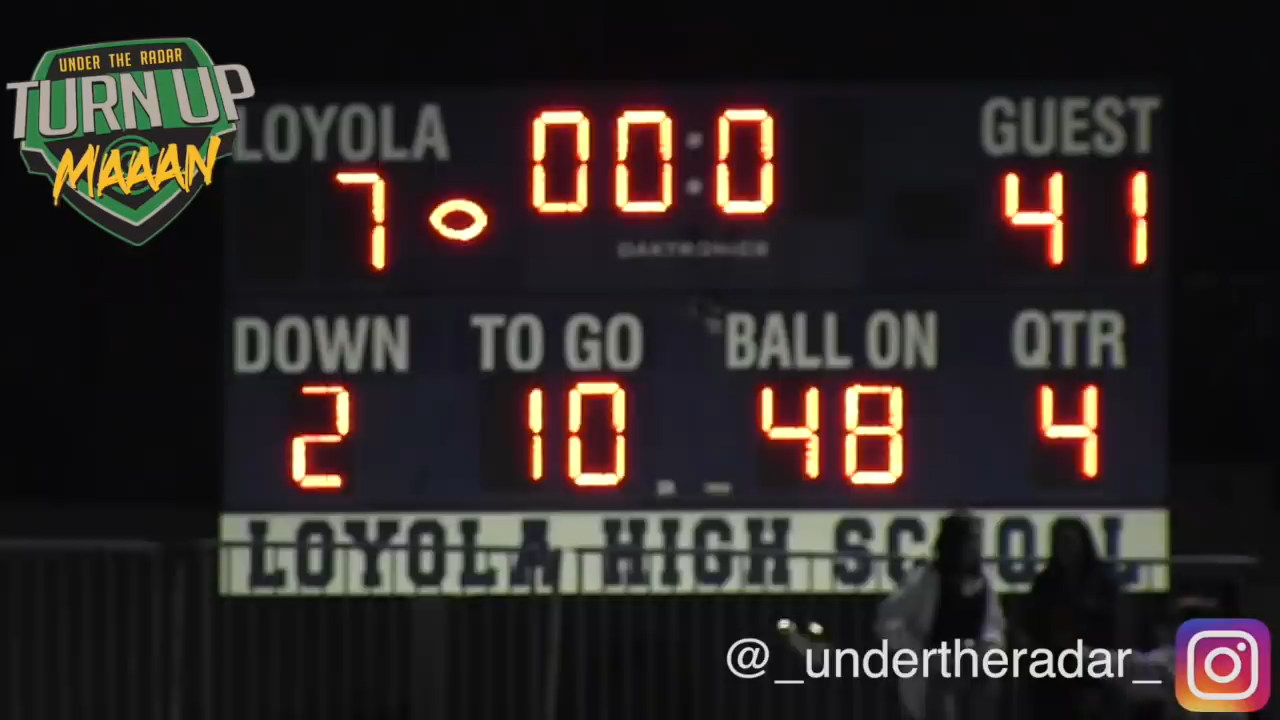 UNDER THE RADAR
TURN UP
MAAAN
LOYOLA 00:0 GUEST
7 41
DAKTRONICS
DOWN TO GO BALL ON QTR
2 10 48 4
LOYOLA HIGH SCHOOL
@_undertheradar_